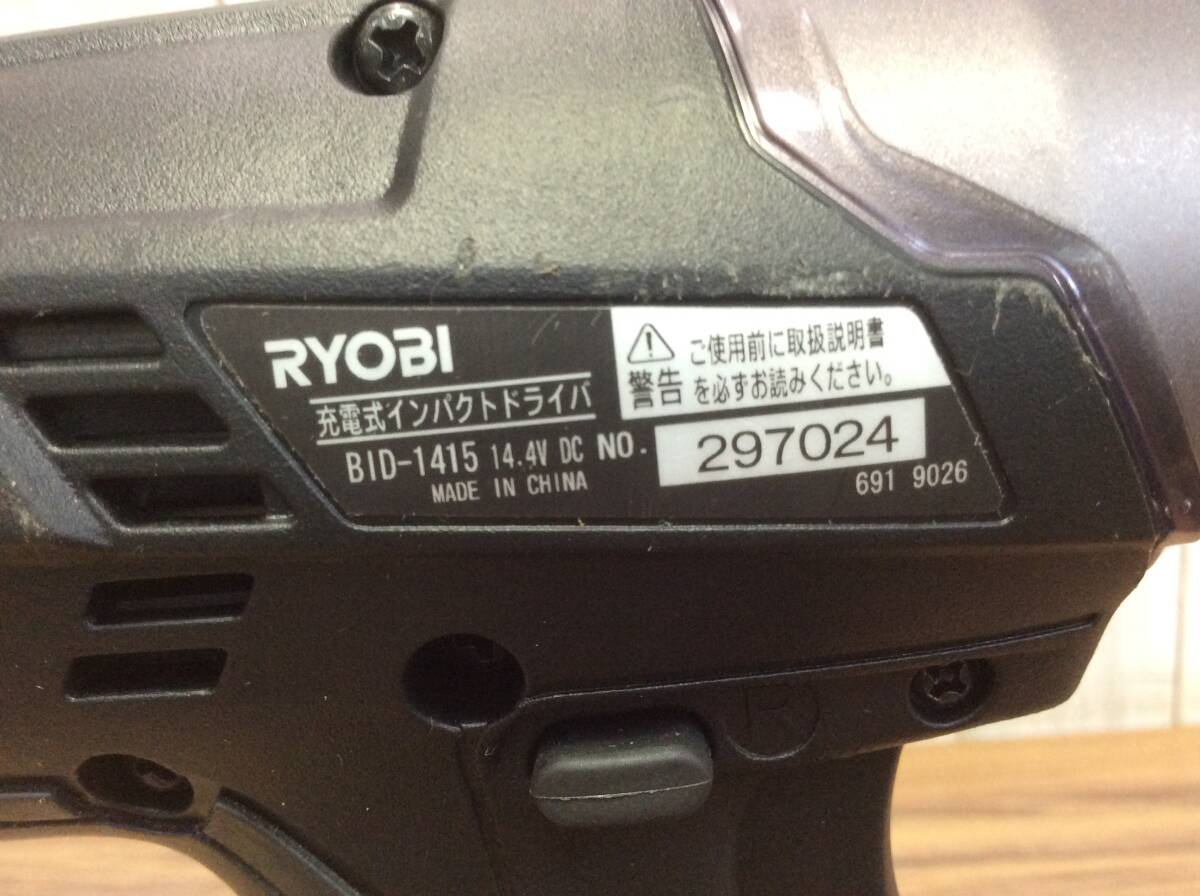 RYOBI
充電式インパクトドライバ
BID-1415 14.4V DC NO. 297024
MADE IN CHINA
691 9026
警告
ご使用前に取扱説明書
を必ずお読みください。
R